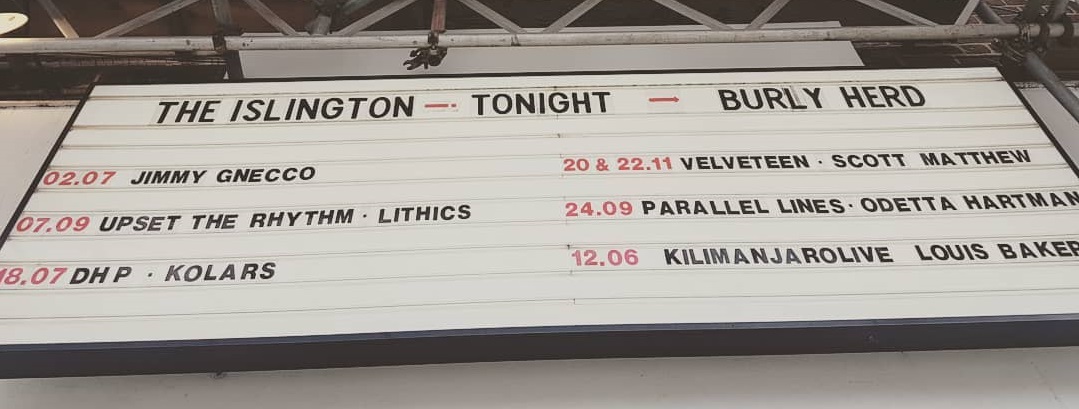 THE ISLINGTON — · TONIGHT — BURLY HERD
02.07 JIMMY GNECCO
07.09 UPSET THE RHYTHM · LITHICS
18.07 DHP · KOLARS
20 & 22.11 VELVETEEN · SCOTT MATTHEW
24.09 PARALLEL LINES · ODETTA HARTMAN
12.06 KILIMANJAROLIVE LOUIS BAKER